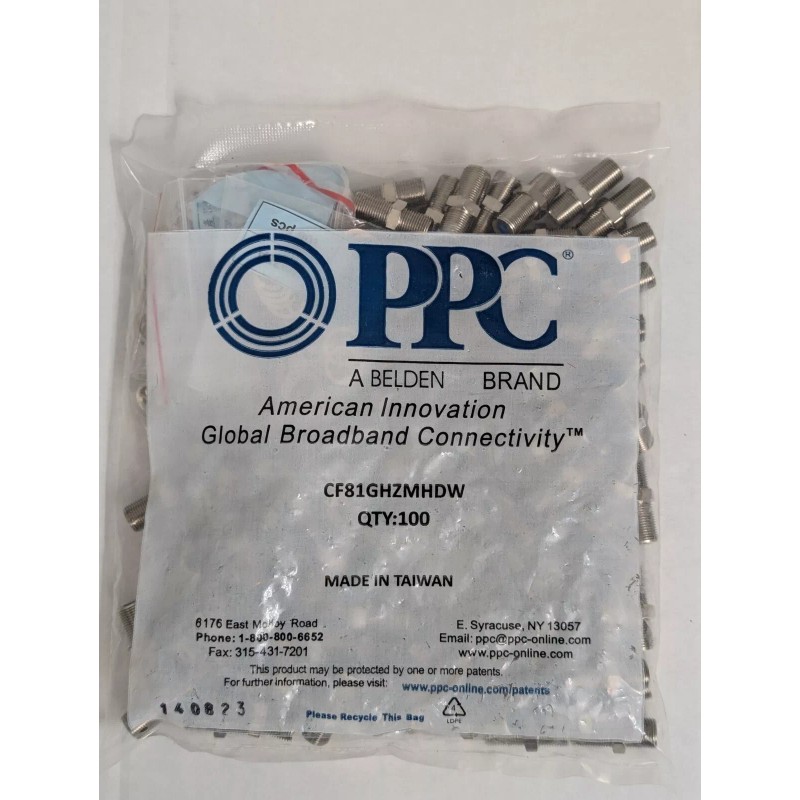 pcs
PPC®
A BELDEN BRAND
American Innovation
Global Broadband Connectivity™
CF81GHZMHDW
QTY:100
MADE IN TAIWAN
6176 East Molloy Road E. Syracuse, NY 13057
Phone: 1-800-800-6652 Email: ppc@ppc-online.com
Fax: 315-431-7201 www.ppc-online.com
This product may be protected by one or more patents.
For further information, please visit: www.ppc-online.com/patents
140823
Please Recycle This Bag
4
LDPE